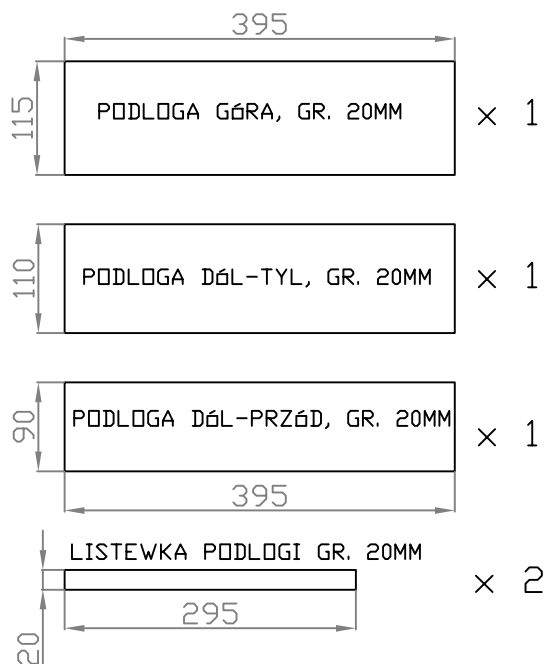 395
115
PODLOGA GóRA, GR. 20MM × 1
110
PODLOGA DóL-TYL, GR. 20MM × 1
90
PODLOGA DóL-PRZóD, GR. 20MM × 1
395
LISTEWKA PODLOGI GR. 20MM
× 2
295
20